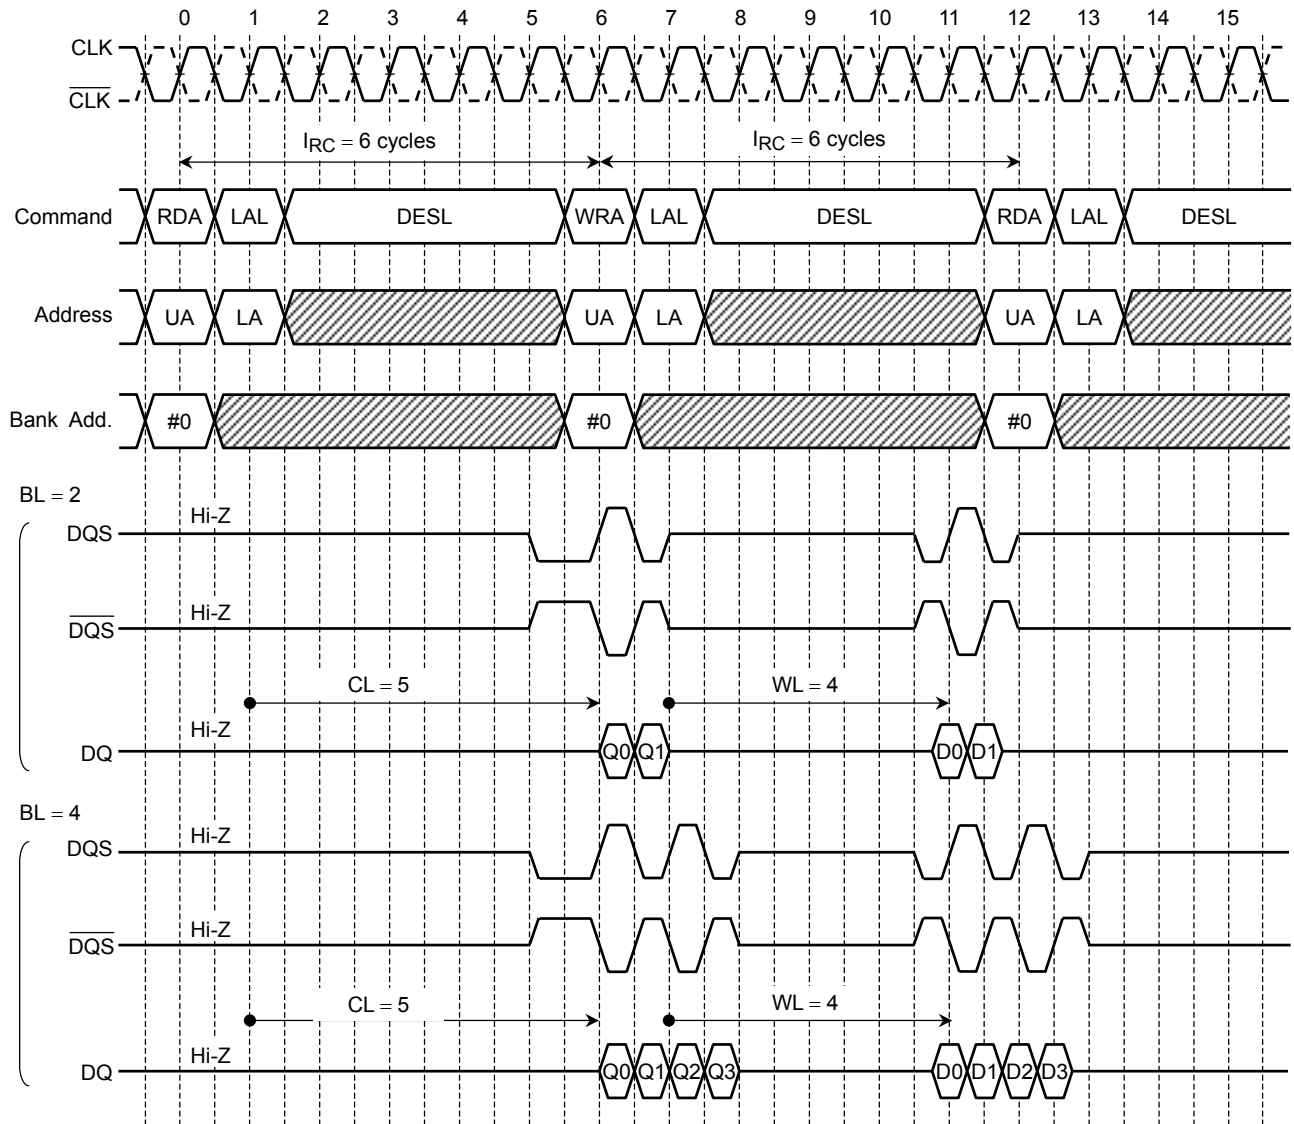 0 1 2 3 4 5 6 7 8 9 10 11 12 13 14 15
CLK
CLK
IRC = 6 cycles IRC = 6 cycles
Command RDA LAL DESL WRA LAL DESL RDA LAL DESL
Address UA LA UA LA UA LA
Bank Add. #0 #0 #0
BL = 2
Hi-Z
DQS
Hi-Z
DQS
CL = 5 WL = 4
Hi-Z
DQ Q0 Q1 D0 D1
BL = 4
Hi-Z
DQS
Hi-Z
DQS
CL = 5 WL = 4
Hi-Z
DQ Q0 Q1 Q2 Q3 D0 D1 D2 D3